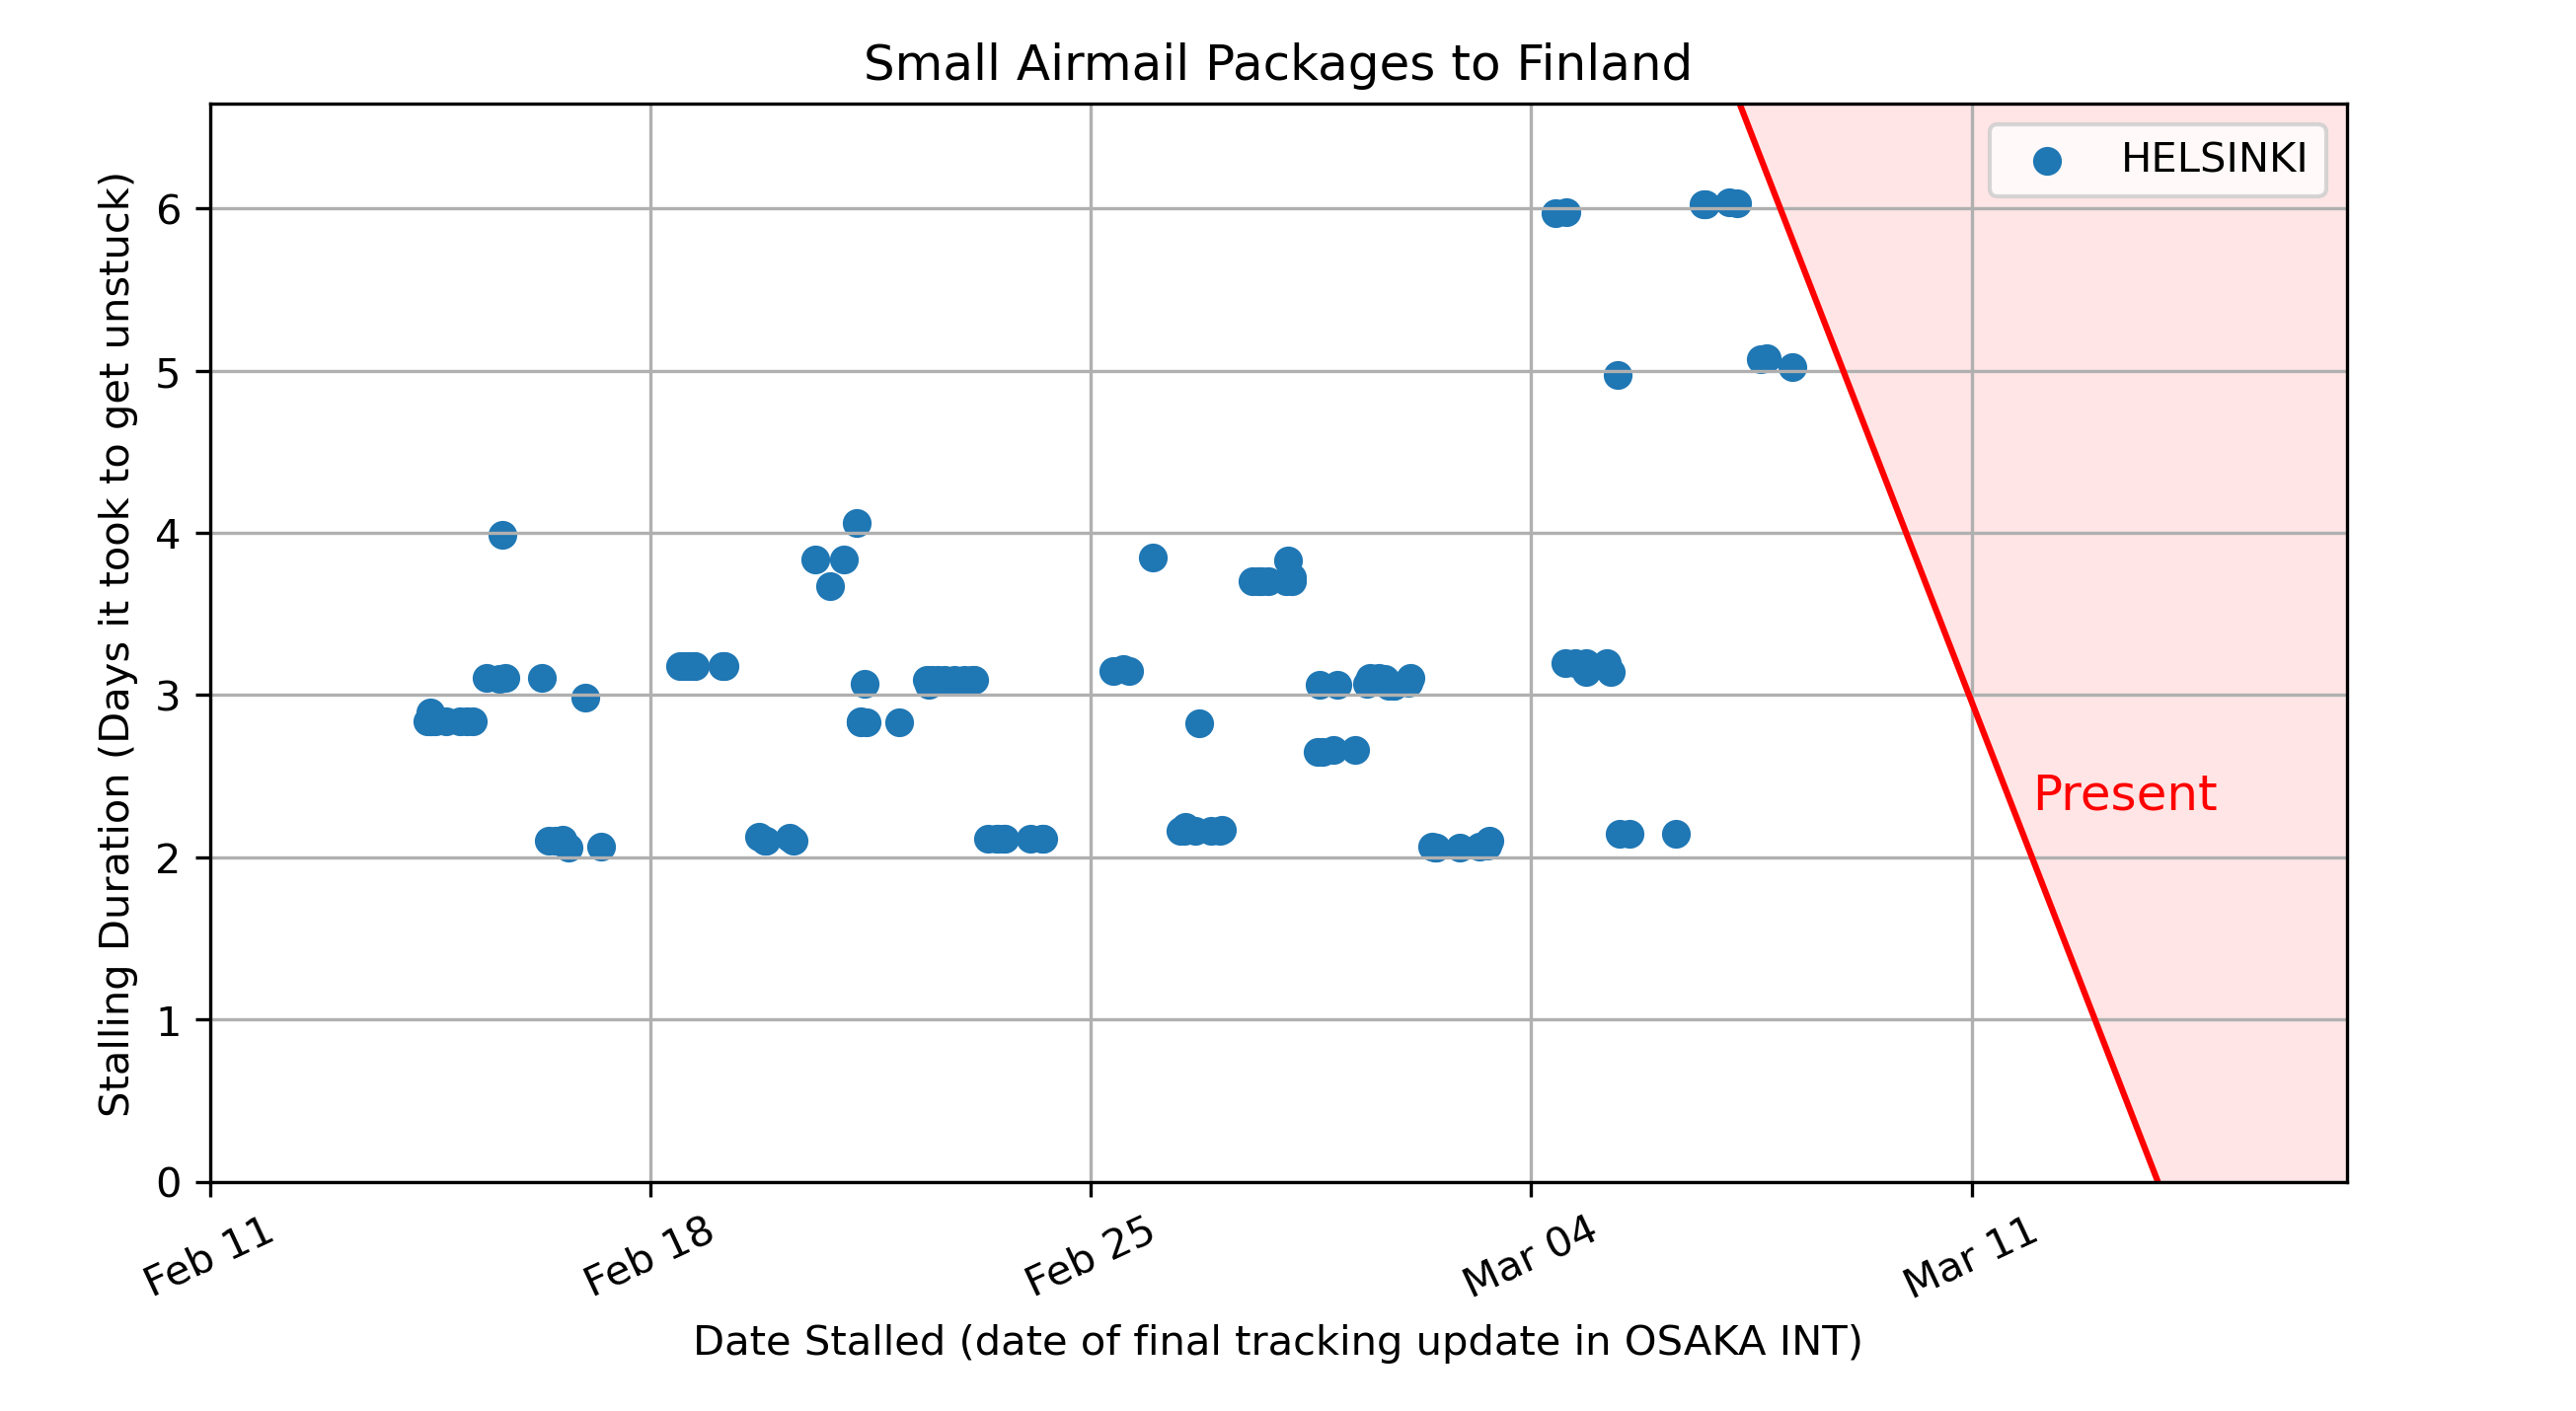 Small Airmail Packages to Finland
HELSINKI
Stalling Duration (Days it took to get unstuck)
6
5
4
3
2
1
0
Present
Feb 11
Feb 18
Feb 25
Mar 04
Mar 11
Date Stalled (date of final tracking update in OSAKA INT)